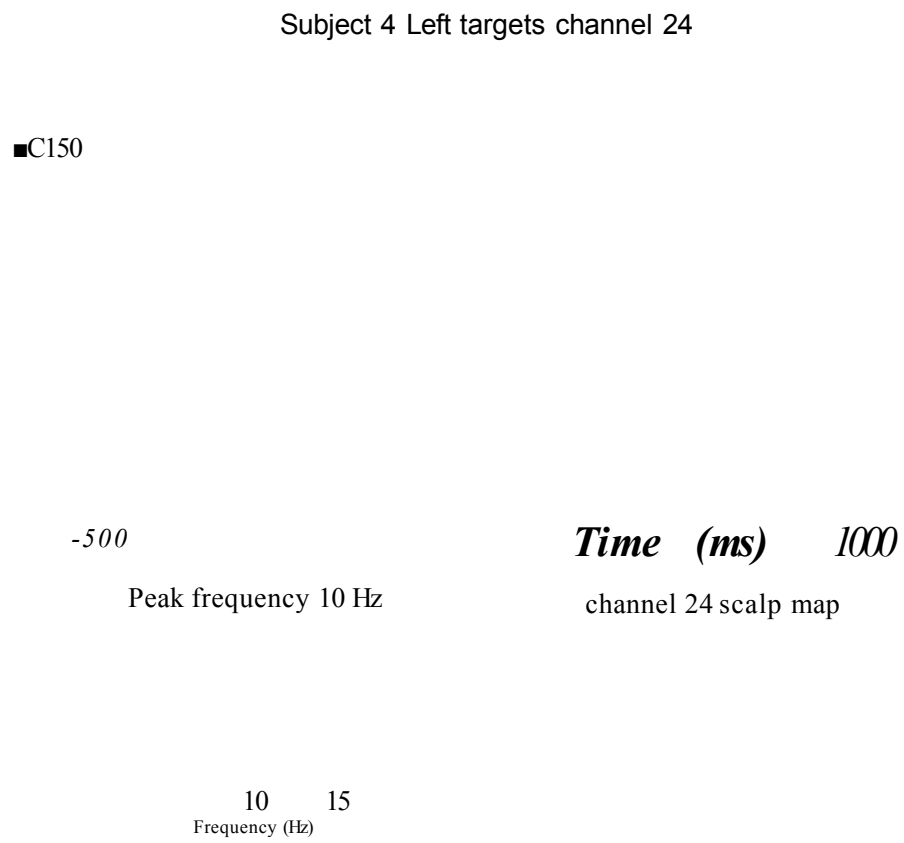 Subject 4 Left targets channel 24
■C150
-500 Time (ms) 1000
Peak frequency 10 Hz channel 24 scalp map
10 15
Frequency (Hz)